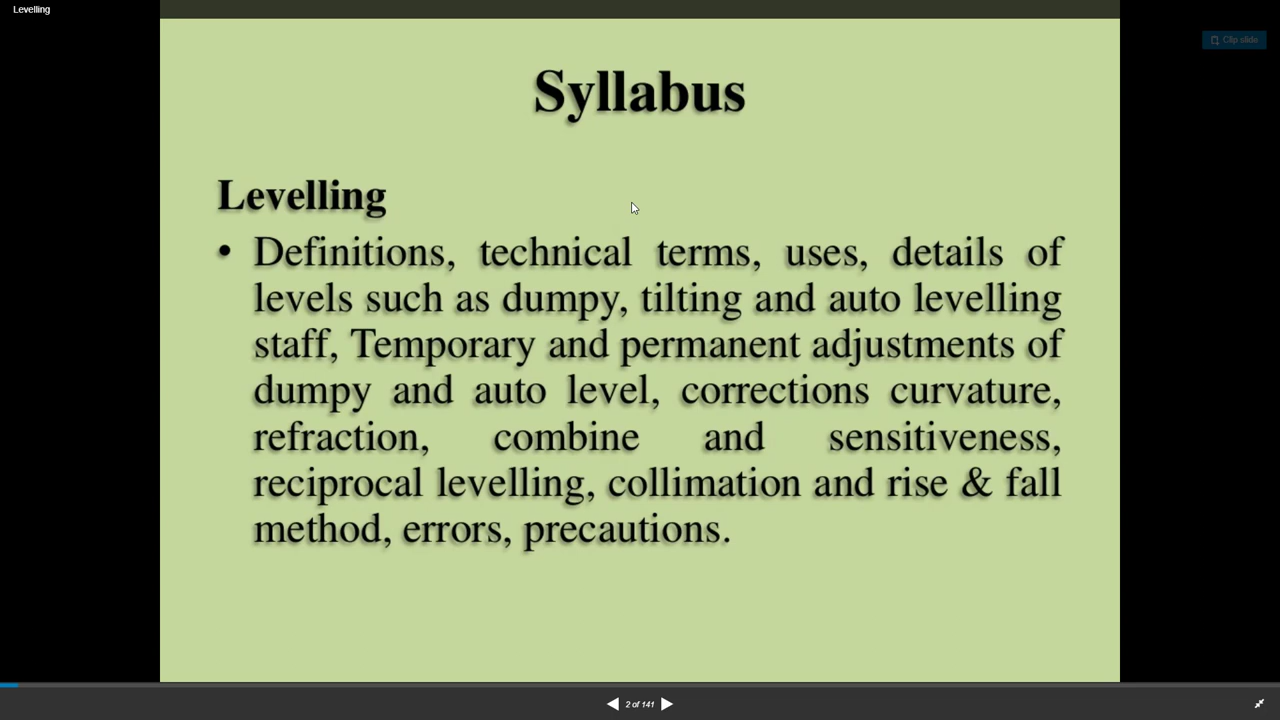 Levelling
Clip slide
Syllabus
Levelling
• Definitions, technical terms, uses, details of
levels such as dumpy, tilting and auto levelling
staff, Temporary and permanent adjustments of
dumpy and auto level, corrections curvature,
refraction, combine and sensitiveness,
reciprocal levelling, collimation and rise & fall
method, errors, precautions.
2 of 141